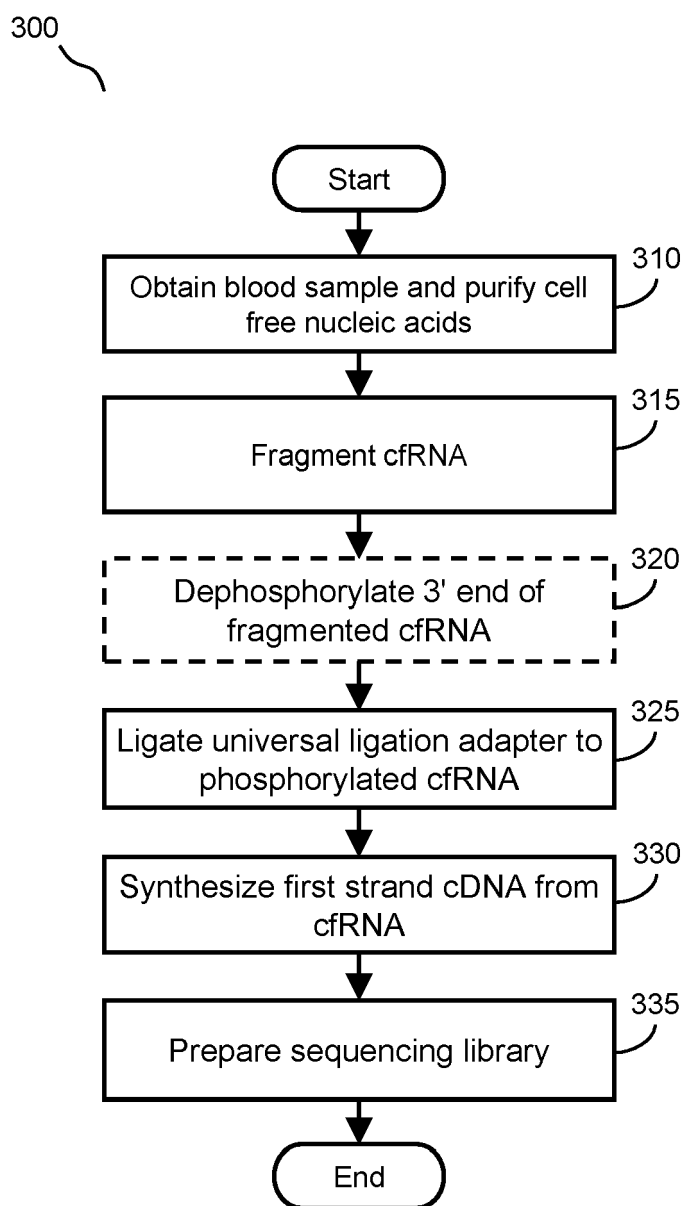 300
Start
310
Obtain blood sample and purify cell
free nucleic acids
315
Fragment cfRNA
320
Dephosphorylate 3' end of
fragmented cfRNA
325
Ligate universal ligation adapter to
phosphorylated cfRNA
330
Synthesize first strand cDNA from
cfRNA
335
Prepare sequencing library
End